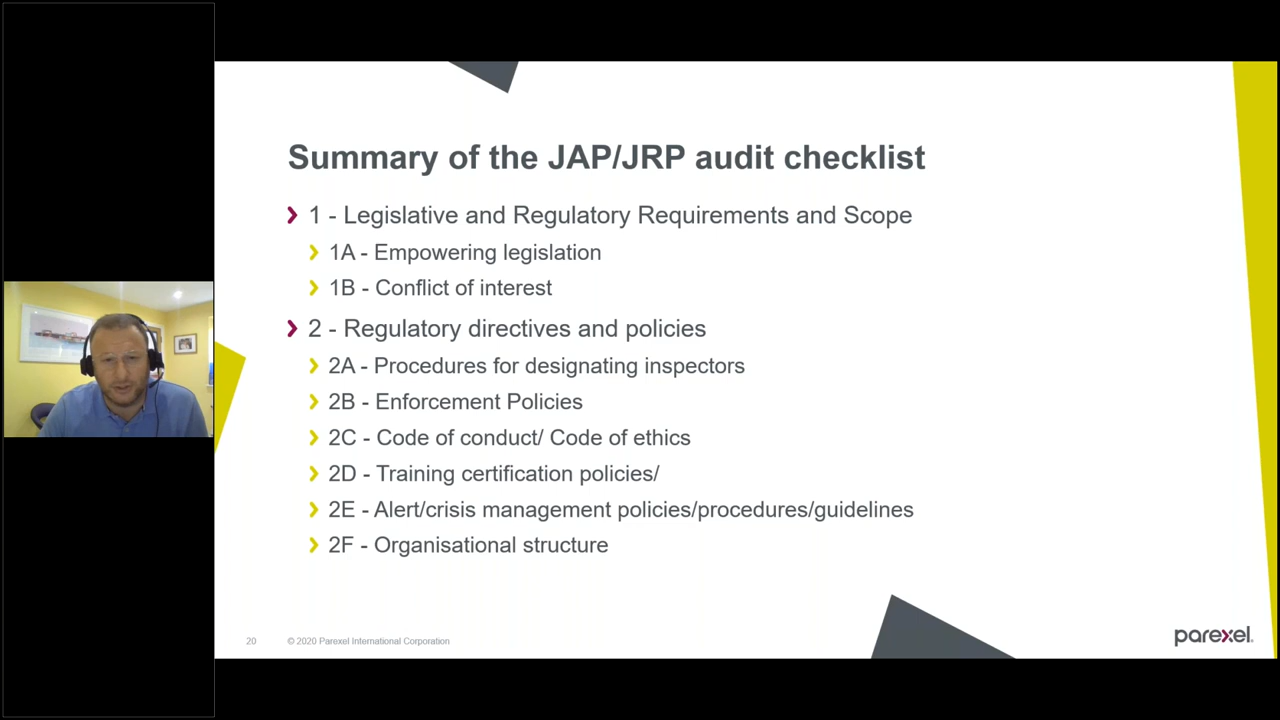 Summary of the JAP/JRP audit checklist
1 - Legislative and Regulatory Requirements and Scope
1A - Empowering legislation
1B - Conflict of interest
2 - Regulatory directives and policies
2A - Procedures for designating inspectors
2B - Enforcement Policies
2C - Code of conduct/ Code of ethics
2D - Training certification policies/
2E - Alert/crisis management policies/procedures/guidelines
2F - Organisational structure
20
© 2020 Parexel International Corporation
parexel.